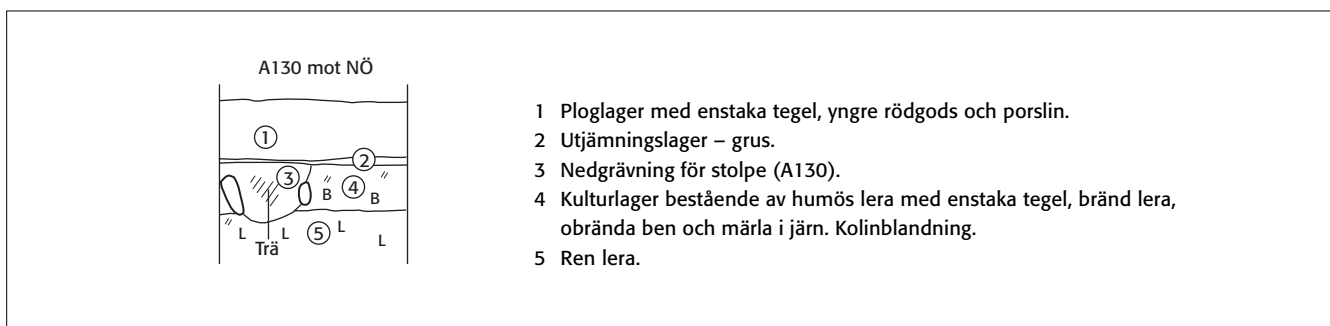 A130 mot NÖ
1
2
3
B 4 B
L L 5 L L
Trä
1 Ploglager med enstaka tegel, yngre rödgods och porslin.
2 Utjämningslager – grus.
3 Nedgrävning för stolpe (A130).
4 Kulturlager bestående av humös lera med enstaka tegel, bränd lera,
obrända ben och märla i järn. Kolinblandning.
5 Ren lera.